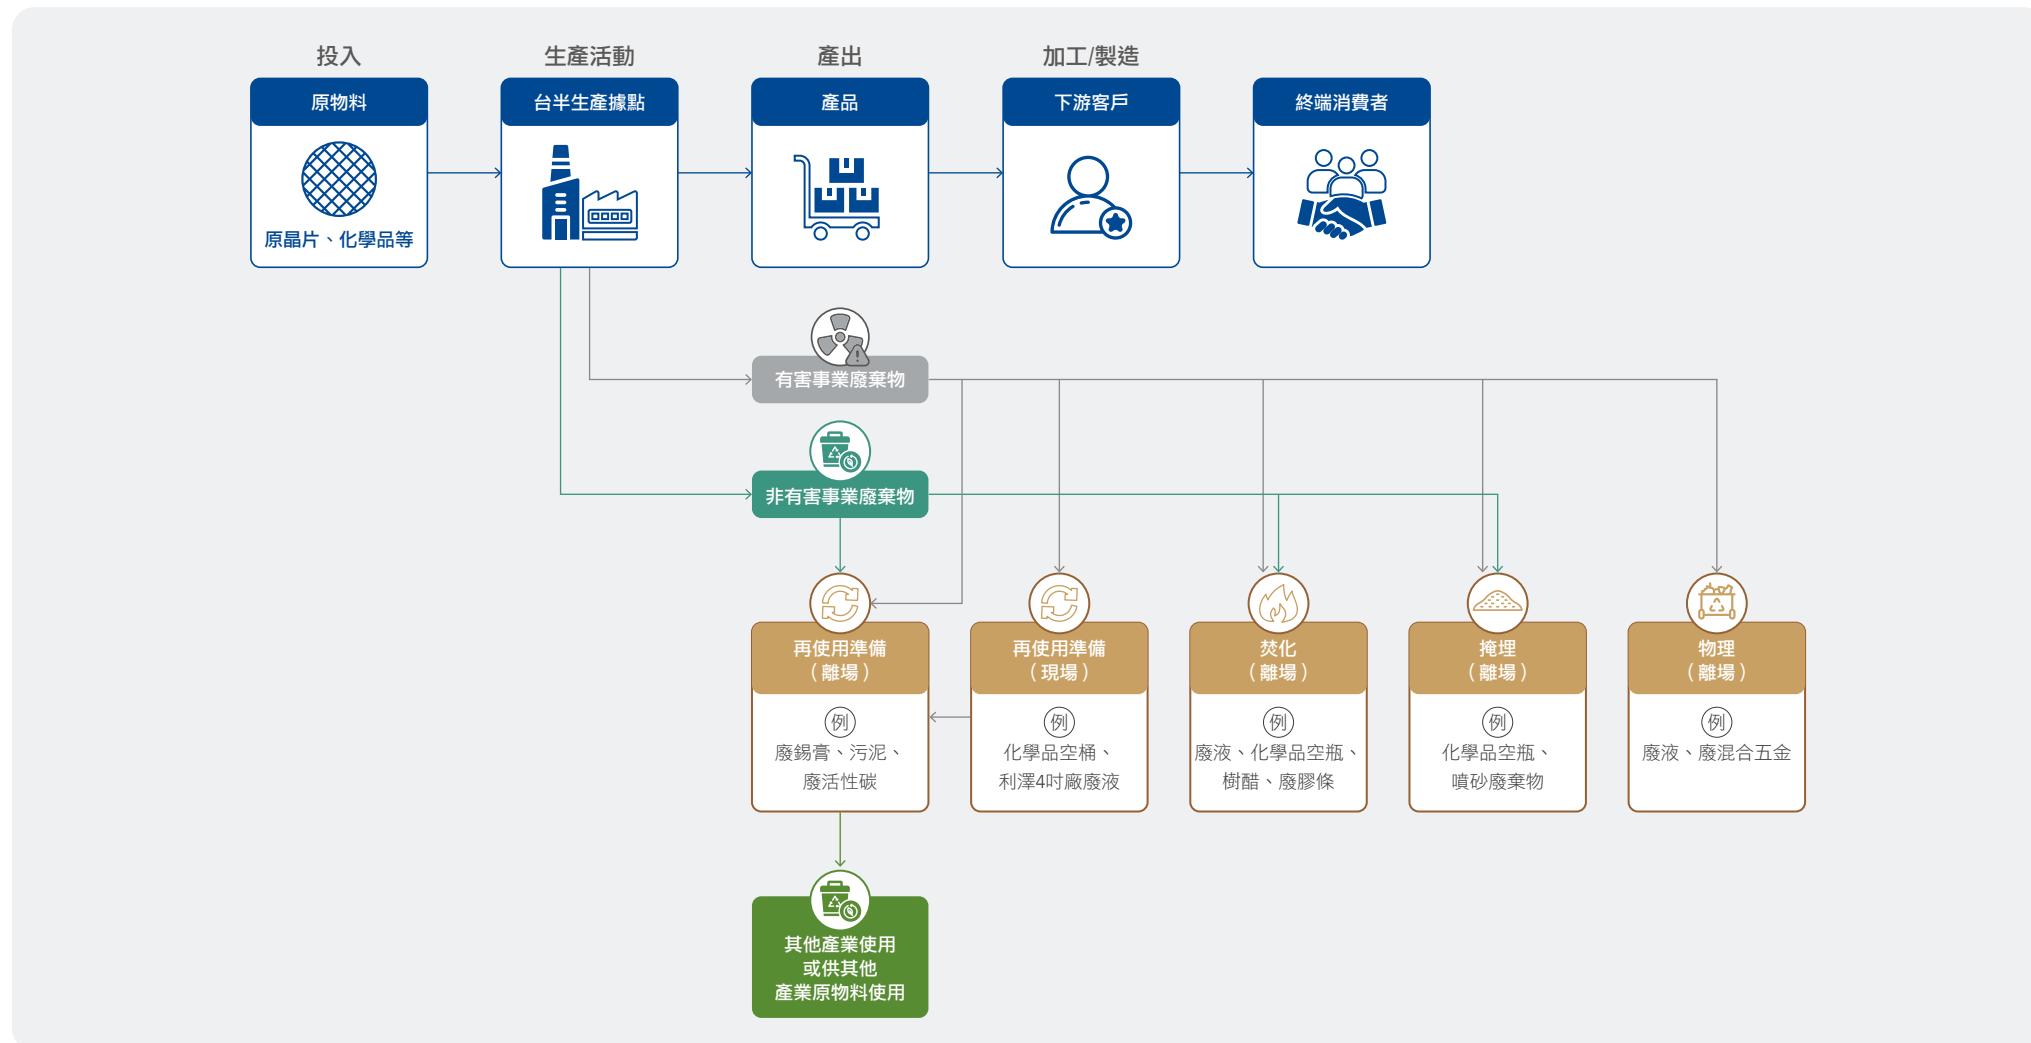 投入
生產活動
產出
加工/製造
原物料
台半生產據點
產品
下游客戶
終端消費者
原晶片、化學品等
有害事業廢棄物
非有害事業廢棄物
再使用準備
（離場）
例
廢錫膏、污泥、
廢活性碳
再使用準備
（現場）
例
化學品空桶、
利澤4吋廠廢液
焚化
（離場）
例
廢液、化學品空瓶、
樹醋、廢膠條
掩埋
（離場）
例
化學品空瓶、
噴砂廢棄物
物理
（離場）
例
廢液、廢混合五金
其他產業使用
或供其他
產業原物料使用